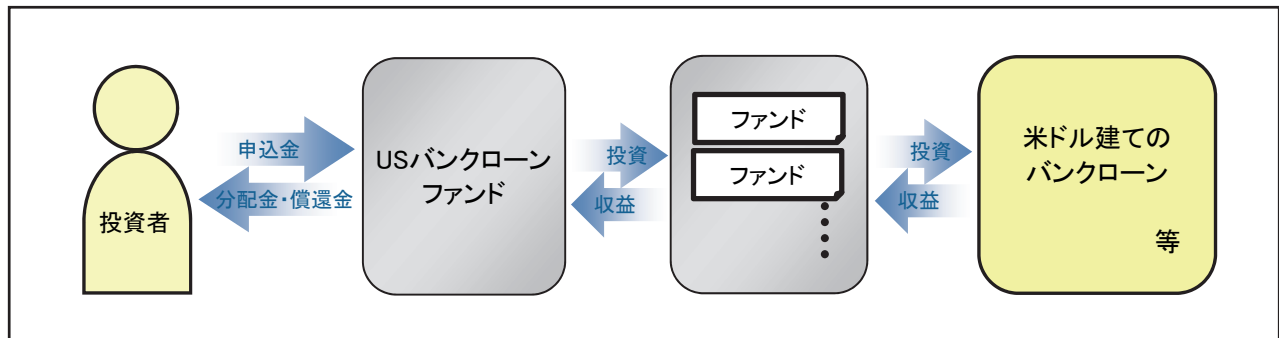 投資者
申込金
分配金・償還金
USバンクローン
ファンド
投資
収益
ファンド
ファンド
投資
収益
米ドル建ての
バンクローン
等